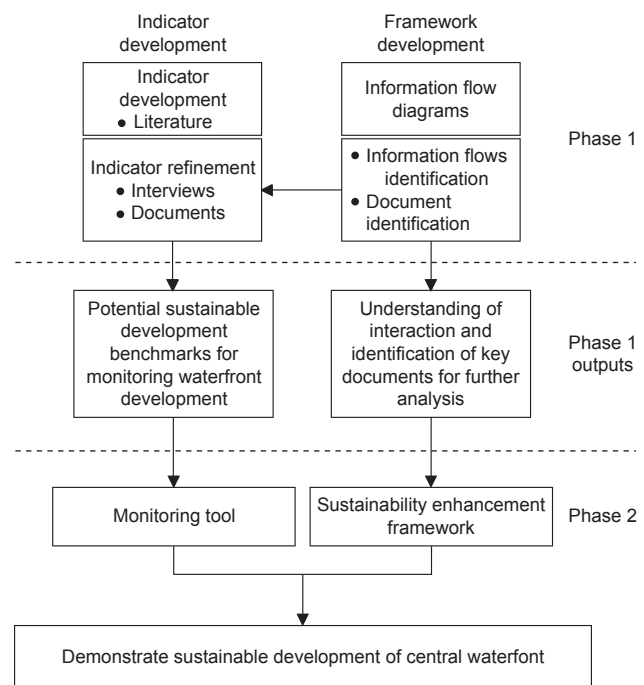 Indicator
development
Framework
development
Indicator
development
● Literature
Information flow
diagrams
Phase 1
Indicator refinement
● Interviews
● Documents
● Information flows
identification
● Document
identification
Potential sustainable
development
benchmarks for
monitoring waterfront
development
Understanding of
interaction and
identification of key
documents for further
analysis
Phase 1
outputs
Monitoring tool
Sustainability enhancement
framework
Phase 2
Demonstrate sustainable development of central waterfont